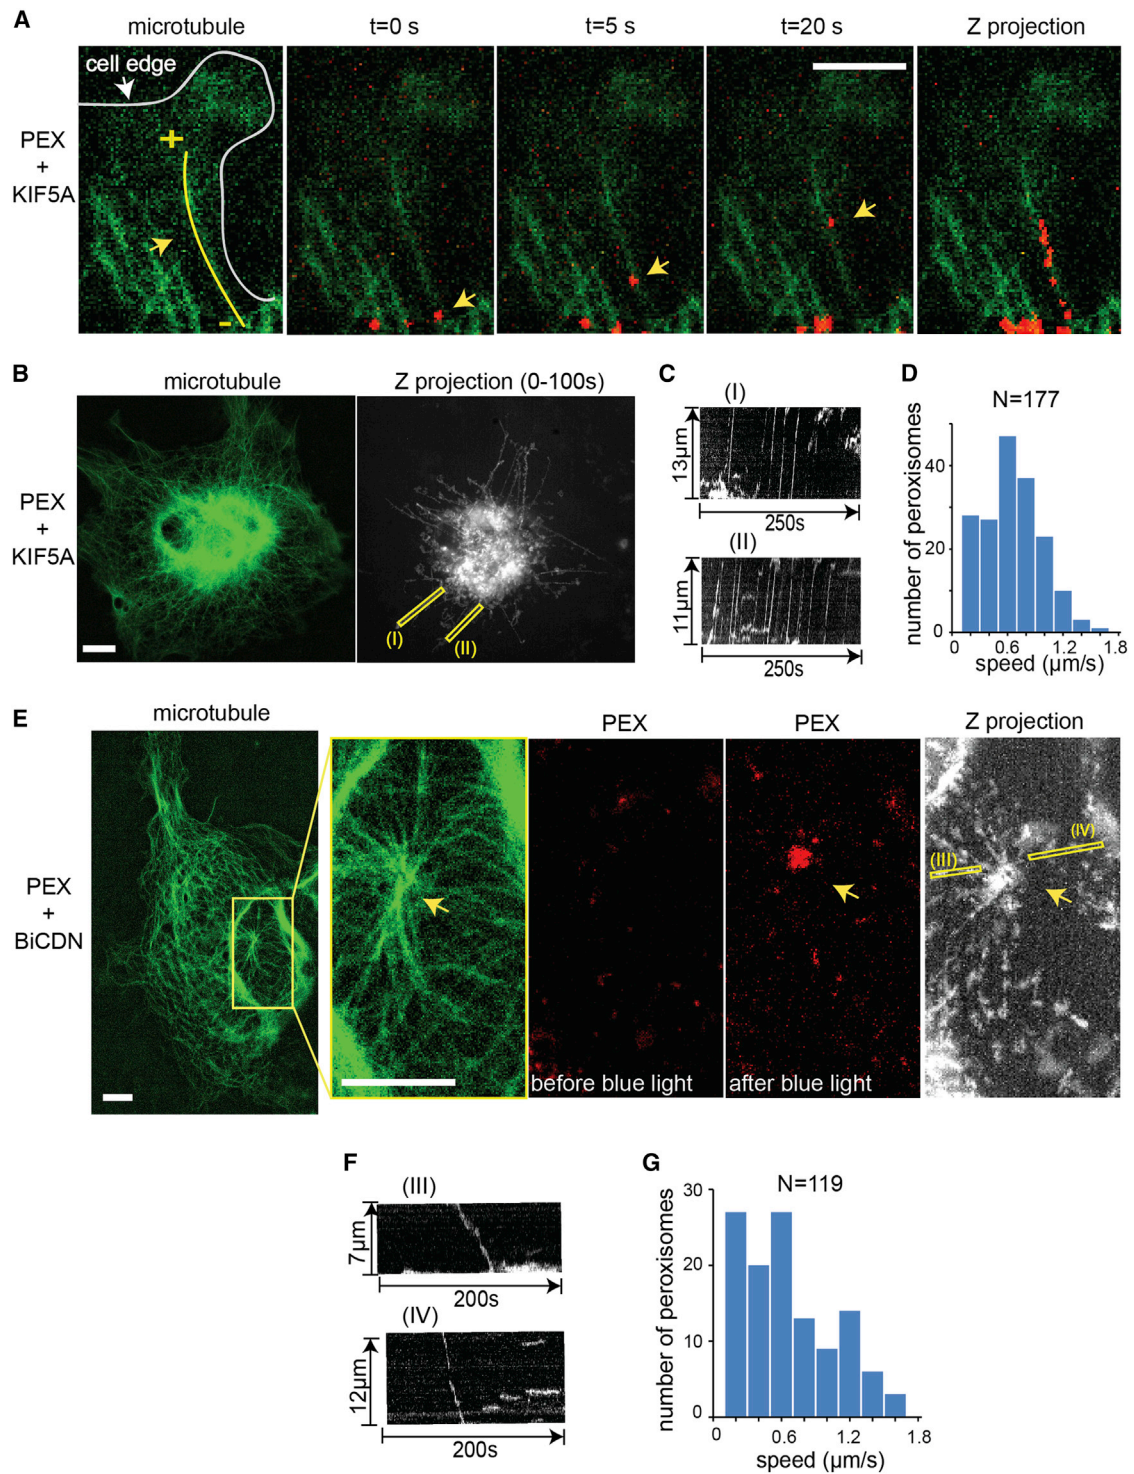 A
microtubule
t=0 s
t=5 s
t=20 s
Z projection
cell edge
PEX
+
KIF5A
+
-
B
microtubule
Z projection (0-100s)
PEX
+
KIF5A
(I)
(II)
C
(I)
13µm
250s
(II)
11µm
250s
D
N=177
number of peroxisomes
40
20
0
0
0.6
1.2
1.8
speed (µm/s)
E
microtubule
PEX
PEX
Z projection
PEX
+
BiCDN
before blue light
after blue light
(III)
(IV)
F
(III)
7µm
200s
(IV)
12µm
200s
G
N=119
number of peroxisomes
30
20
10
0
0
0.6
1.2
1.8
speed (µm/s)